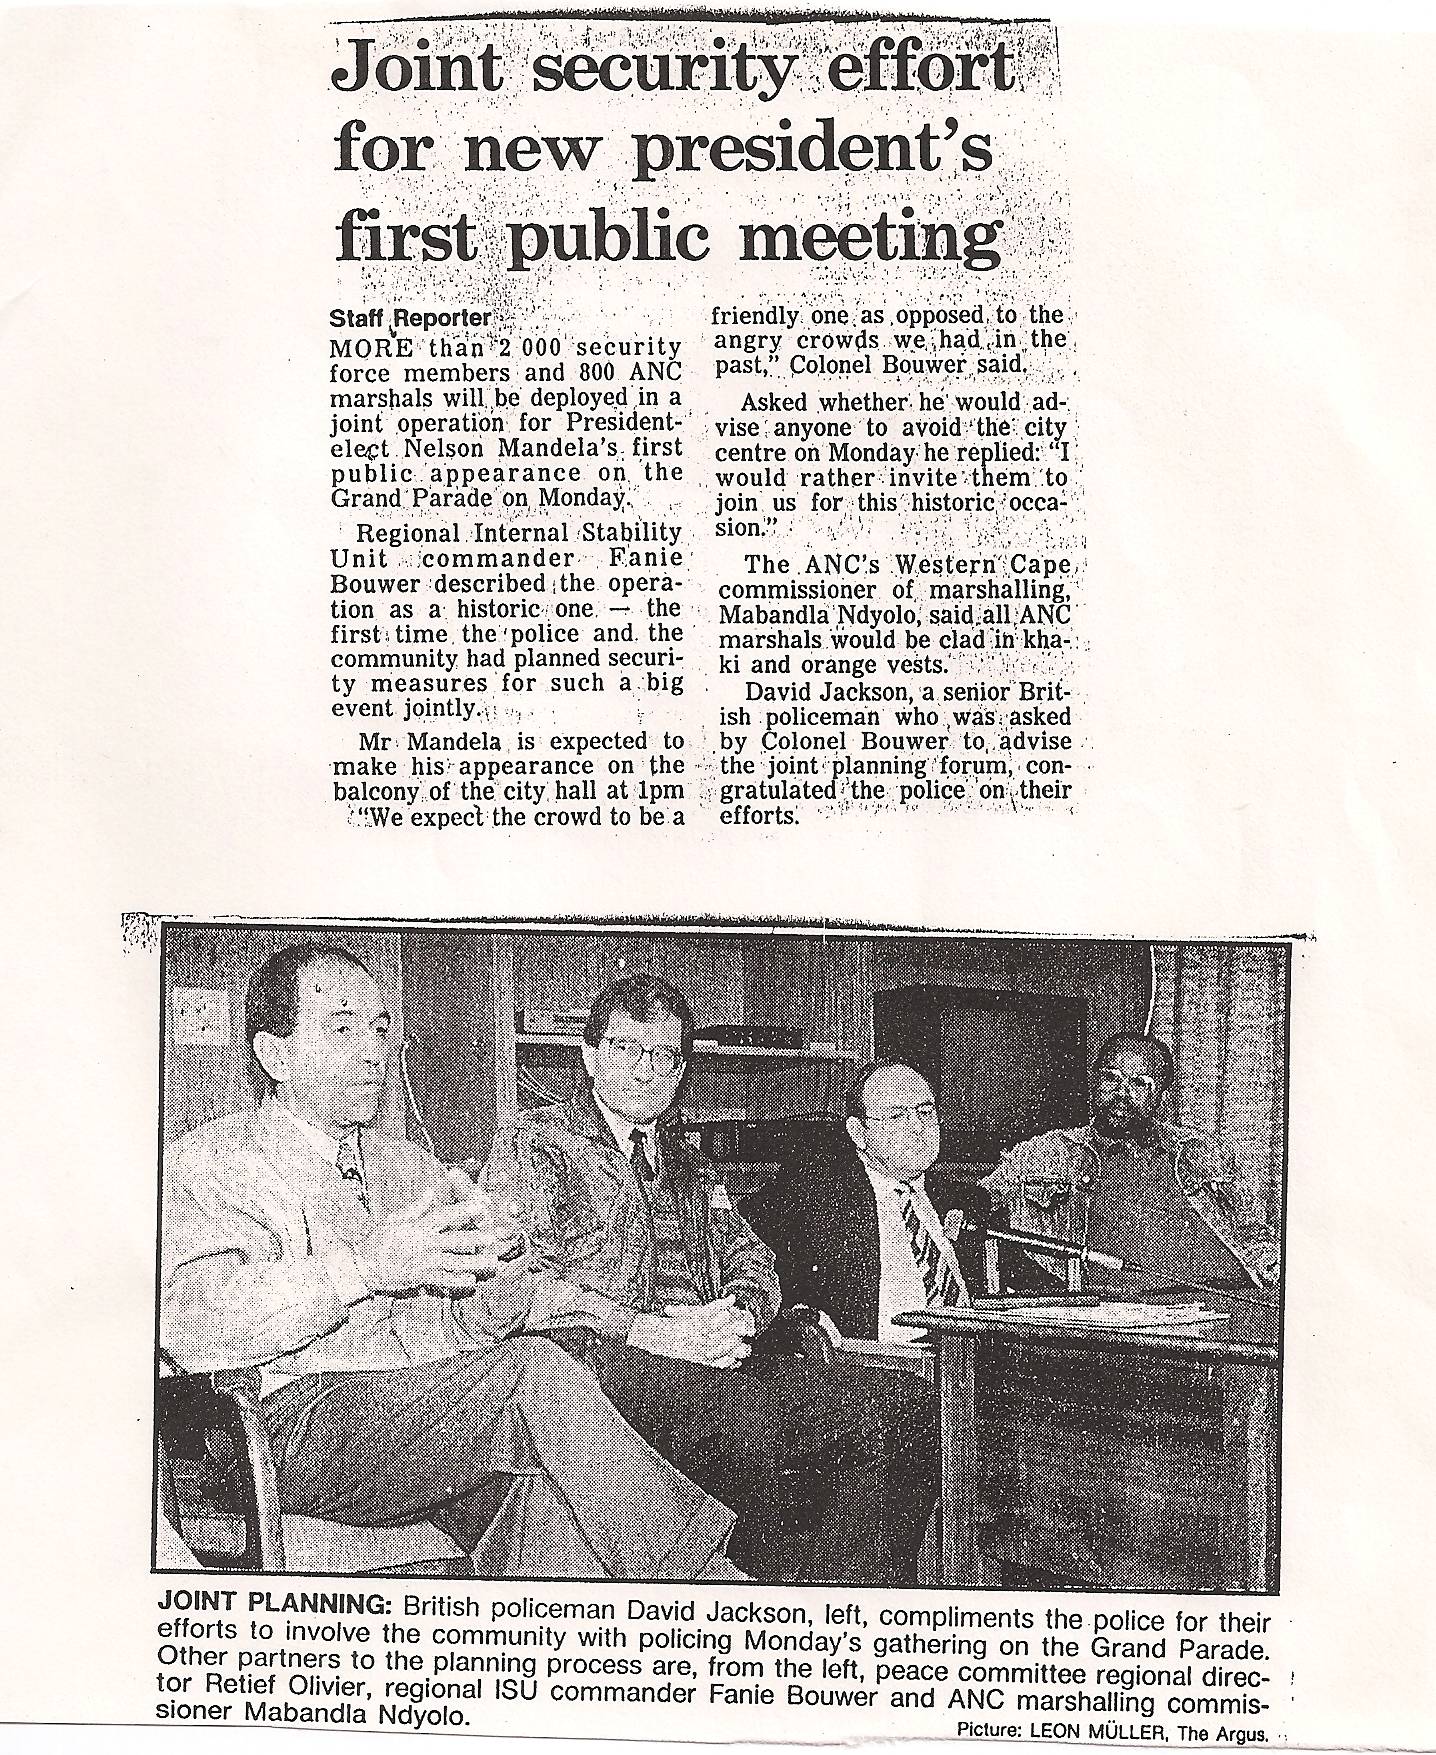 Joint security effort
for new president's
first public meeting
Staff Reporter
MORE than 2 000 security
force members and 800 ANC
marshals will be deployed in a
joint operation for President-
elect Nelson Mandela's first
public appearance on the
Grand Parade on Monday.
Regional Internal Stability
Unit commander Fanie
Bouwer described the opera-
tion as a historic one — the
first time the police and the
community had planned securi-
ty measures for such a big
event jointly.
Mr Mandela is expected to
make his appearance on the
balcony of the city hall at 1pm
“We expect the crowd to be a
friendly one as opposed to the
angry crowds we had in the
past,” Colonel Bouwer said.
Asked whether he would ad-
vise anyone to avoid the city
centre on Monday he replied: “I
would rather invite them to
join us for this historic occa-
sion.”
The ANC's Western Cape
commissioner of marshalling,
Mabandla Ndyolo, said all ANC
marshals would be clad in kha-
ki and orange vests.
David Jackson, a senior Brit-
ish policeman who was asked
by Colonel Bouwer to advise
the joint planning forum, con-
gratulated the police on their
efforts.
JOINT PLANNING: British policeman David Jackson, left, compliments the police for their
efforts to involve the community with policing Monday's gathering on the Grand Parade.
Other partners to the planning process are, from the left, peace committee regional direc-
tor Retief Olivier, regional ISU commander Fanie Bouwer and ANC marshalling commis-
sioner Mabandla Ndyolo.
Picture: LEON MÜLLER, The Argus.